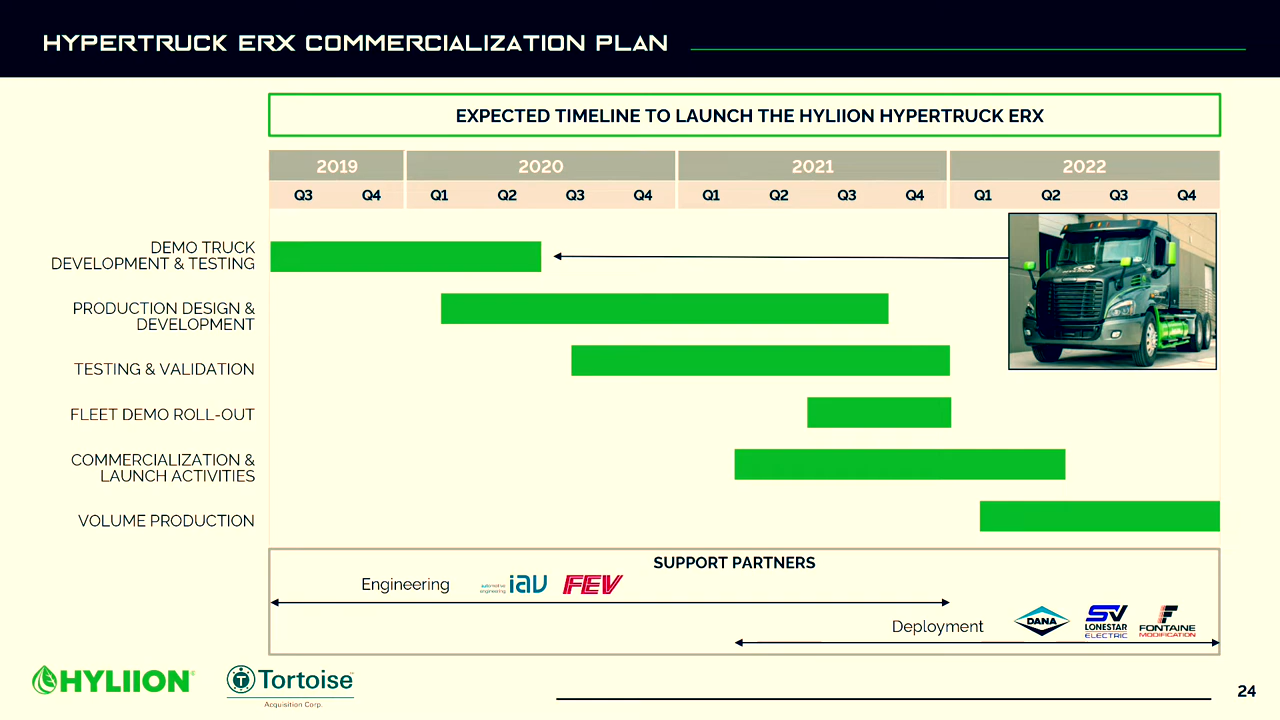 HYPERTRUCK ERX COMMERCIALIZATION PLAN
EXPECTED TIMELINE TO LAUNCH THE HYLIION HYPERTRUCK ERX
2019 2020 2021 2022
Q3 Q4 Q1 Q2 Q3 Q4 Q1 Q2 Q3 Q4 Q1 Q2 Q3 Q4
DEMO TRUCK
DEVELOPMENT & TESTING
PRODUCTION DESIGN &
DEVELOPMENT
TESTING & VALIDATION
FLEET DEMO ROLL-OUT
COMMERCIALIZATION &
LAUNCH ACTIVITIES
VOLUME PRODUCTION
SUPPORT PARTNERS
Engineering
automotive
engineering
iav
FEV
Deployment
DANA
SV
LONESTAR
ELECTRIC
F
FONTAINE
MODIFICATION
HYLIION
T
Tortoise
Acquisition Corp.
24